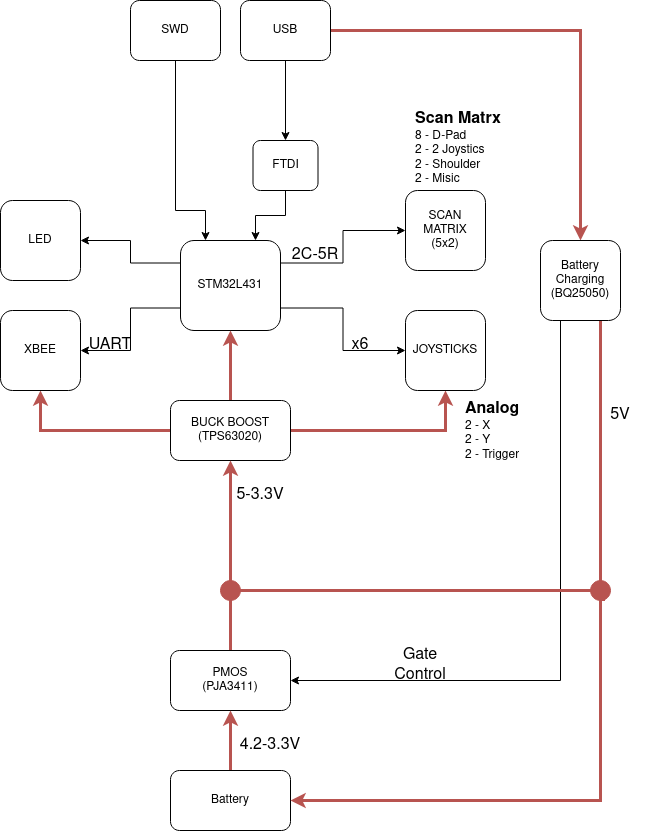 SWD
USB
FTDI
Scan Matrx
8 - D-Pad
2 - 2 Joystics
2 - Shoulder
2 - Misic
SCAN
MATRIX
(5x2)
LED
STM32L431
2C-5R
Battery
Charging
(BQ25050)
XBEE
UART
x6
JOYSTICKS
BUCK BOOST
(TPS63020)
Analog
2 - X
2 - Y
2 - Trigger
5V
5-3.3V
PMOS
(PJA3411)
Gate
Control
4.2-3.3V
Battery